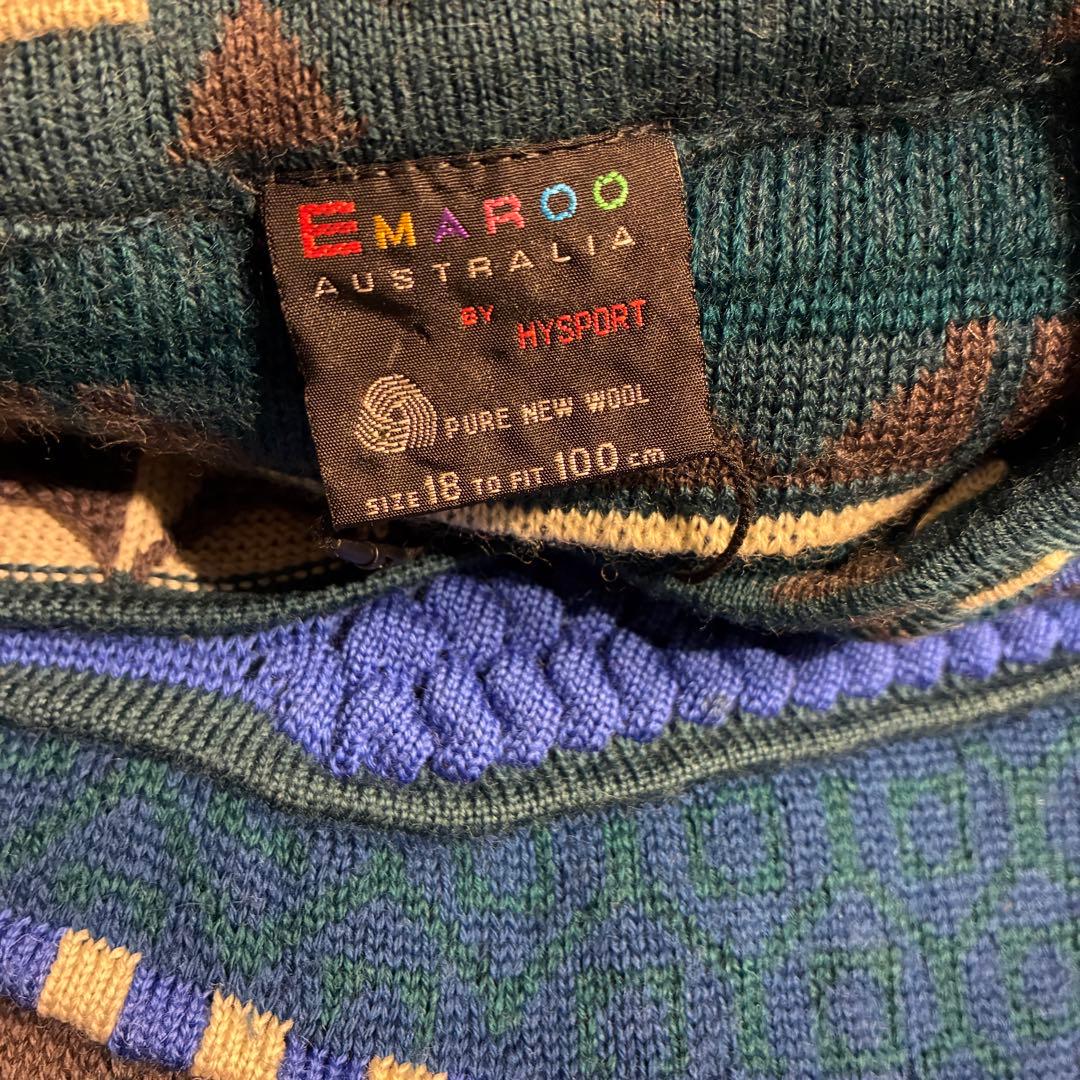 EMAROO
AUSTRALIA
BY HYSPORT
PURE NEW WOOL
SIZE 18 TO FIT 100 cm